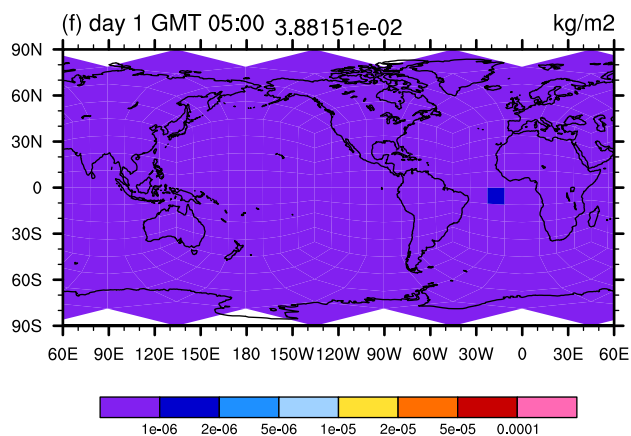 (f) day 1 GMT 05:00 3.88151e-02 kg/m2
90N
60N
30N
0
30S
60S
90S
60E 90E 120E 150E 180 150W 120W 90W 60W 30W 0 30E 60E
1e-06 2e-06 5e-06 1e-05 2e-05 5e-05 0.0001